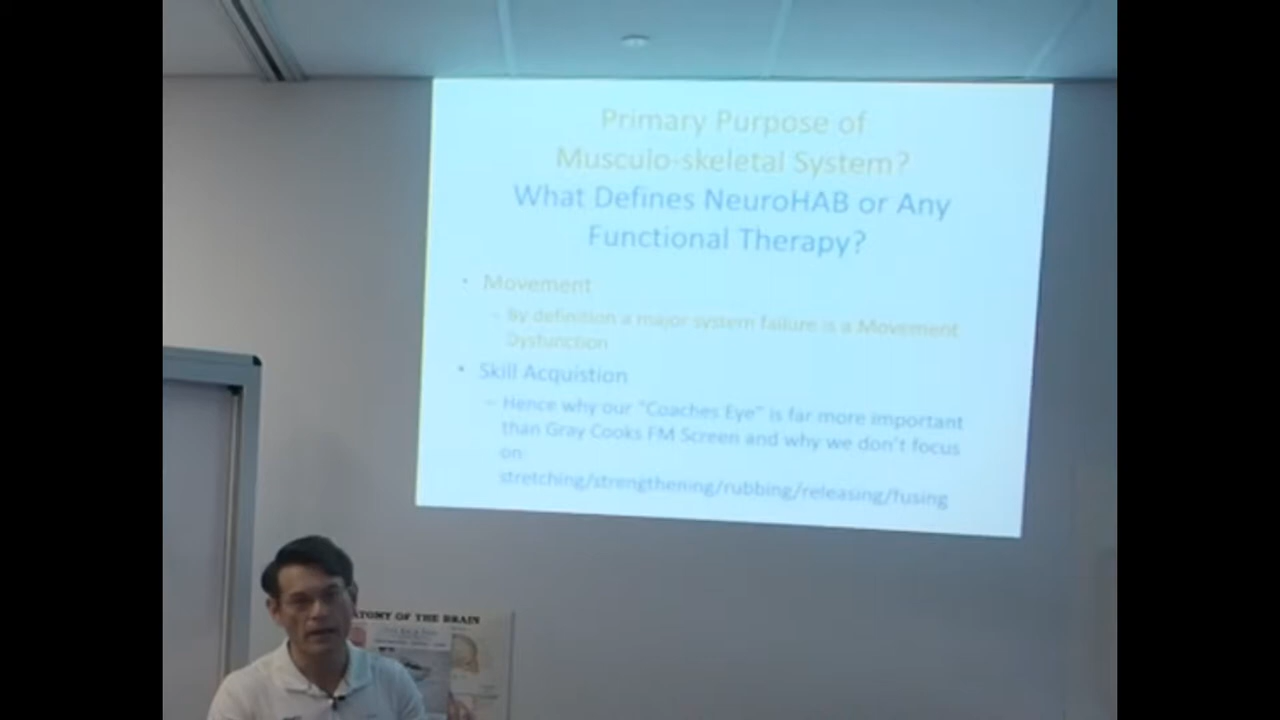 Primary Purpose of
Musculo-skeletal System?
What Defines NeuroHAB or Any
Functional Therapy?
• Movement
– By definition a major system failure is a Movement
Dysfunction
• Skill Acquistion
– Hence why our "Coaches Eye" is far more important
than Gray Cooks FM Screen and why we don't focus
on:
stretching/strengthening/rubbing/releasing/fusing
ATOMY OF THE BRAIN